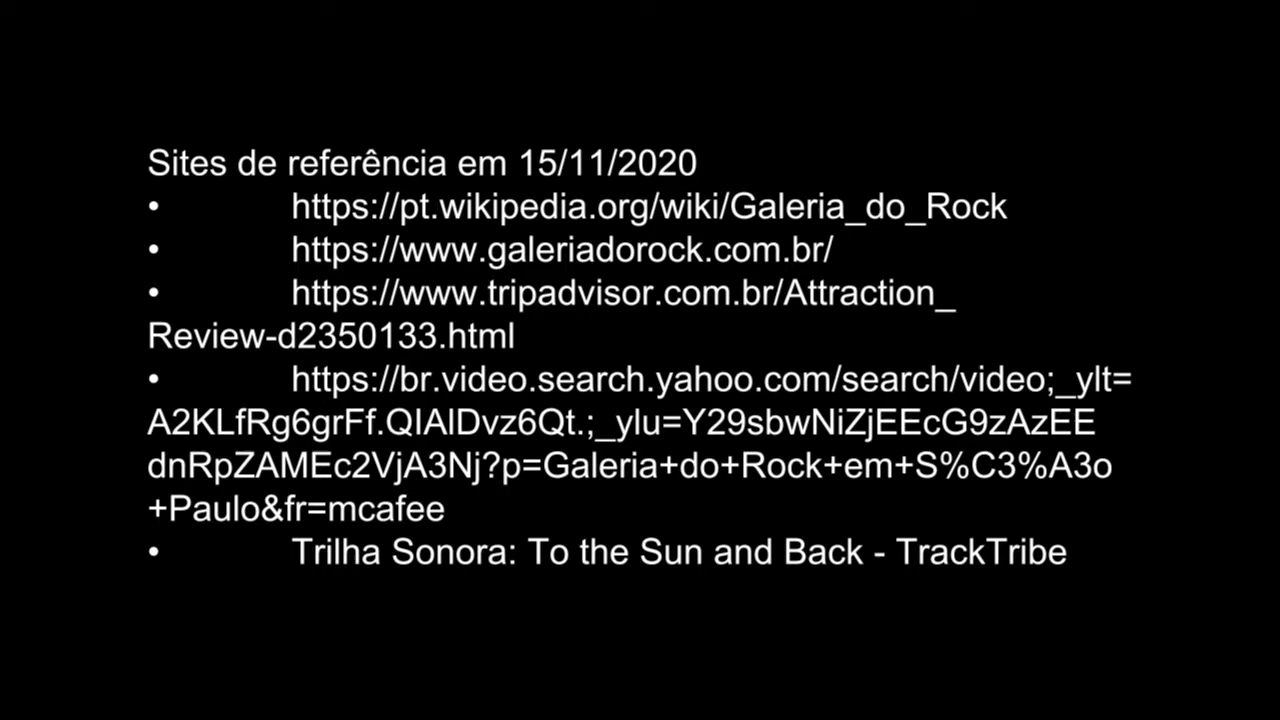 Sites de referência em 15/11/2020
• https://pt.wikipedia.org/wiki/Galeria_do_Rock
• https://www.galeriadorock.com.br/
• https://www.tripadvisor.com.br/Attraction_
Review-d2350133.html
• https://br.video.search.yahoo.com/search/video;_ylt=
A2KLfRg6grFf.QIAlDvz6Qt.;_ylu=Y29sbwNiZjEEcG9zAzEE
dnRpZAMEc2VjA3Nj?p=Galeria+do+Rock+em+S%C3%A3o
+Paulo&fr=mcafee
• Trilha Sonora: To the Sun and Back - TrackTribe